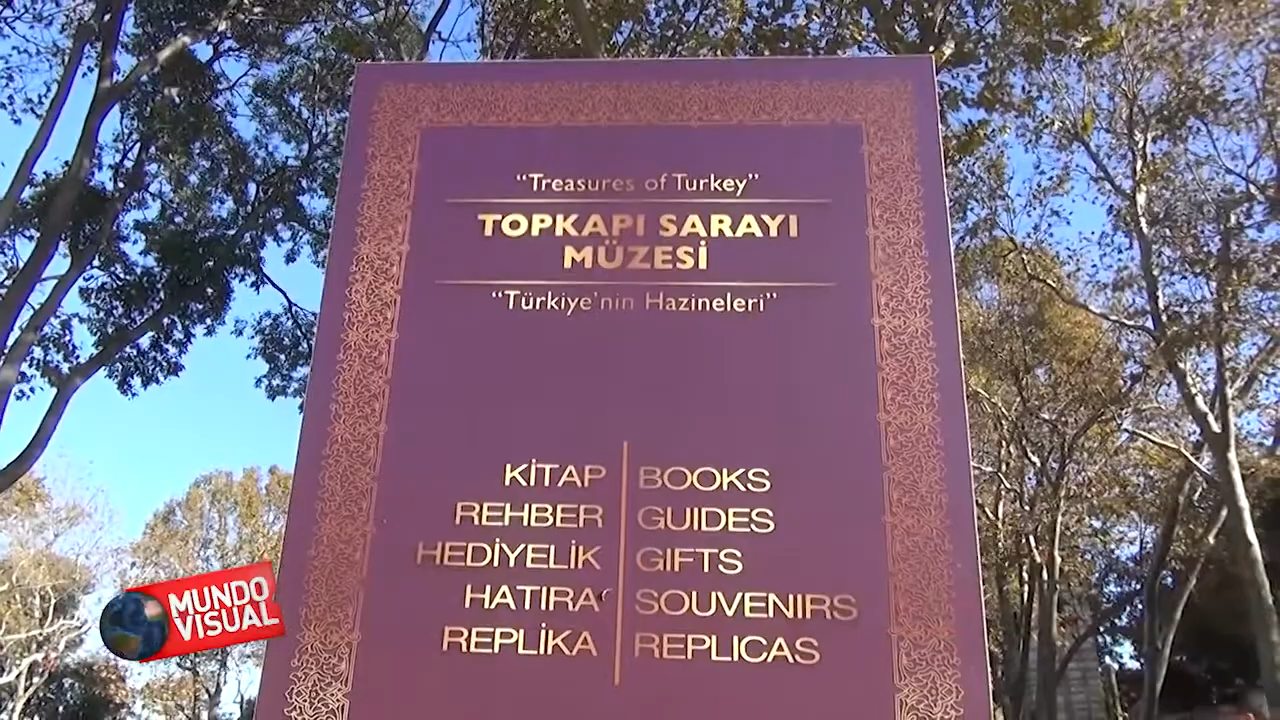 “Treasures of Turkey”
TOPKAPI SARAYI
MÜZESİ
“Türkiye’nin Hazineleri”
KİTAP BOOKS
REHBER GUIDES
HEDİYELİK GIFTS
HATIRA SOUVENIRS
REPLİKA REPLICAS
MUNDO
VISUAL